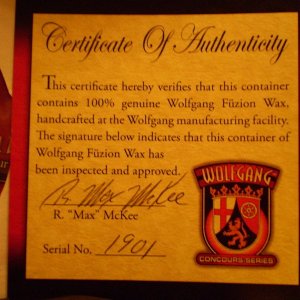 Certificate Of Authenticity
This certificate hereby verifies that this container
contains 100% genuine Wolfgang Füzion Wax,
handcrafted at the Wolfgang manufacturing facility.
The signature below indicates that this container of
Wolfgang Füzion Wax has
been inspected and approved.
R. Max McKee
R. "Max" McKee
Serial No. 1901
WOLFGANG
CONCOURS SERIES